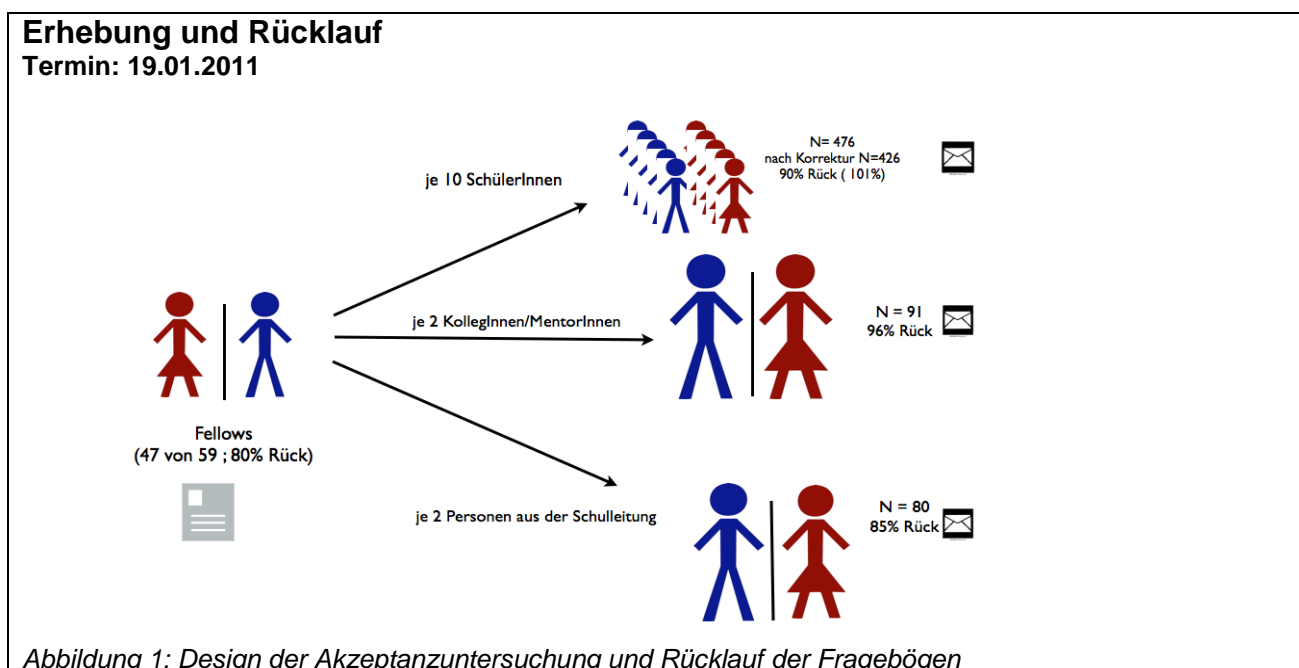 Erhebung und Rücklauf
Termin: 19.01.2011
je 10 SchülerInnen
N= 476
nach Korrektur N=426
90% Rück ( 101%)
je 2 KollegInnen/MentorInnen
N = 91
96% Rück
Fellows
(47 von 59 ; 80% Rück)
je 2 Personen aus der Schulleitung
N = 80
85% Rück
Abbildung 1: Design der Akzeptanzuntersuchung und Rücklauf der Fragebögen